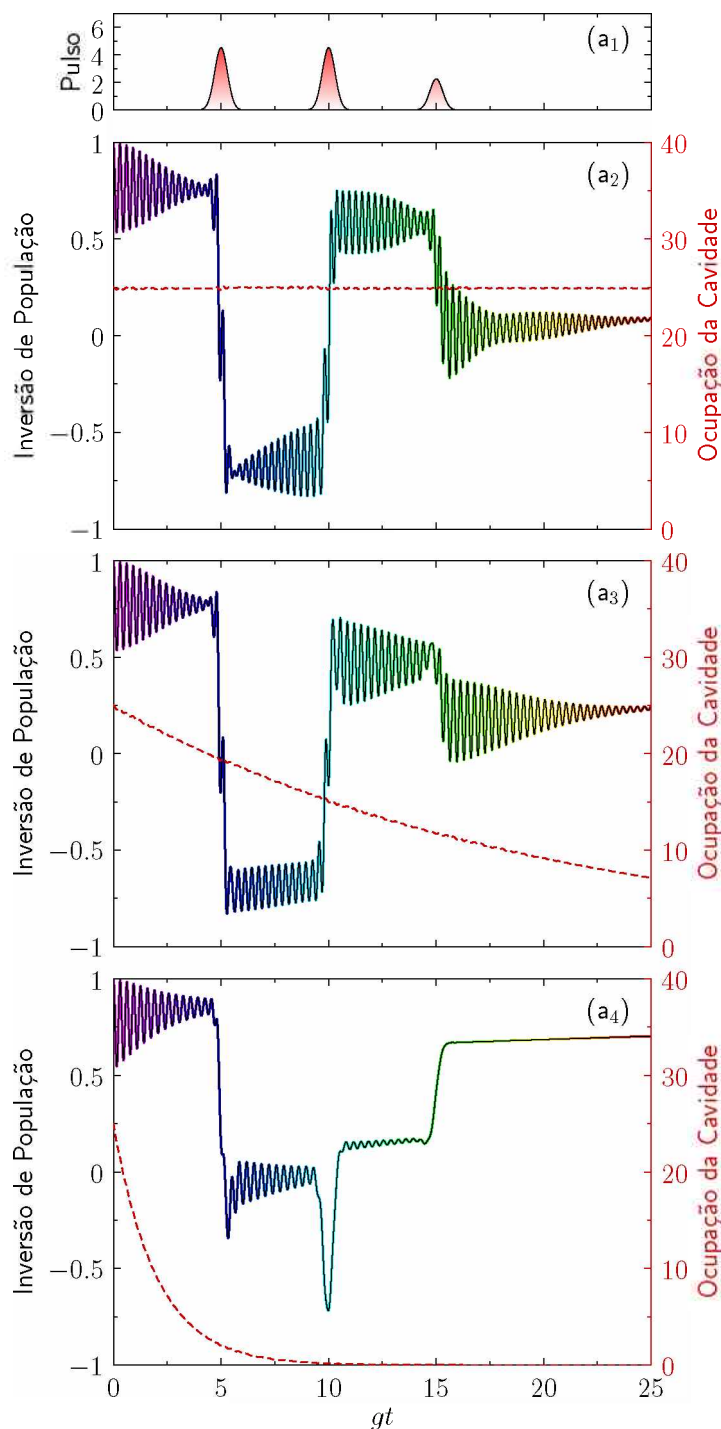 Pulso
6
4
2
0
(a₁)
Inversão de População
1
0.5
0
−0.5
−1
(a₂)
40
30
20
10
0
Ocupação da Cavidade
Inversão de População
1
0.5
0
−0.5
−1
(a₃)
40
30
20
10
0
Ocupação da Cavidade
Inversão de População
1
0.5
0
−0.5
−1
(a₄)
40
30
20
10
0
Ocupação da Cavidade
0 5 10 15 20 25
gt